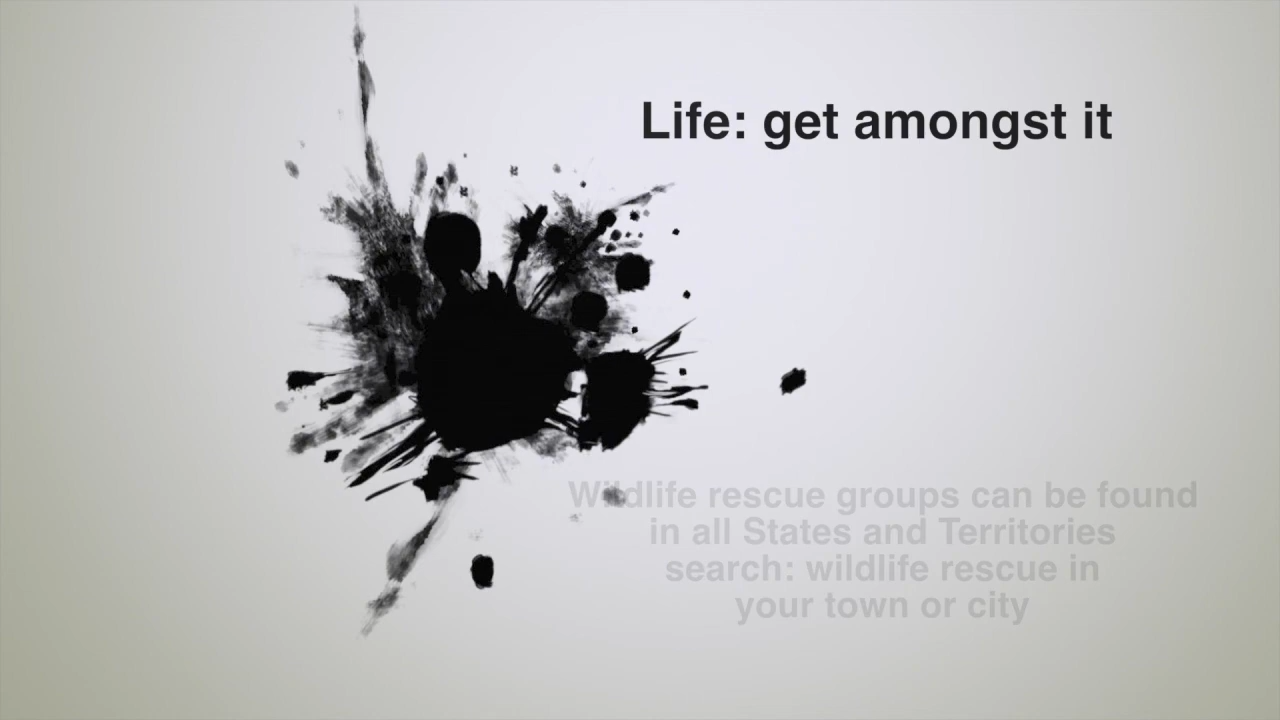 Life: get amongst it
Wildlife rescue groups can be found
in all States and Territories
search: wildlife rescue in
your town or city